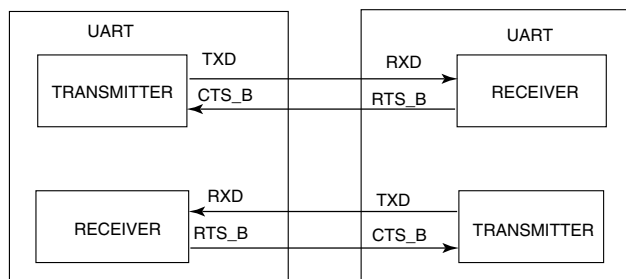 UART UART
TXD RXD
TRANSMITTER CTS_B RTS_B RECEIVER
RXD TXD
RECEIVER RTS_B CTS_B TRANSMITTER